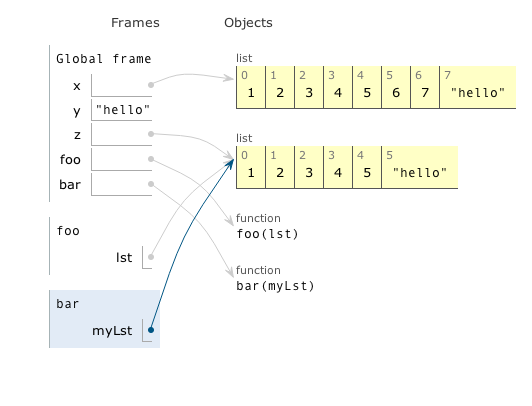 Frames Objects
Global frame
x
y "hello"
z
foo
bar
list
0 1 2 3 4 5 6 7
1 2 3 4 5 6 7 "hello"
list
0 1 2 3 4 5
1 2 3 4 5 "hello"
function
foo(lst)
function
bar(myLst)
foo
lst
bar
myLst